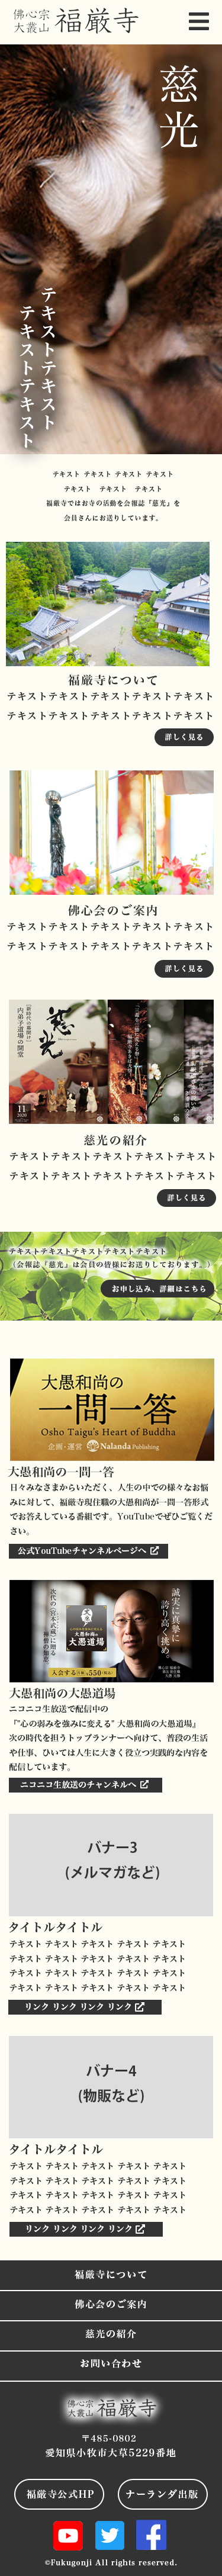 佛心宗
大叢山
福厳寺
慈光
テキストテキスト
テキストテキスト
テキスト テキスト テキスト テキスト
テキスト　テキスト　テキスト
福厳寺ではお寺の活動を会報誌『慈光』を
会員さんにお送りしています。
福厳寺について
テキストテキストテキストテキストテキスト
テキストテキストテキストテキストテキスト
詳しく見る
佛心会のご案内
テキストテキストテキストテキストテキスト
テキストテキストテキストテキストテキスト
詳しく見る
慈光
内弟子道場の開堂
11
慈光の紹介
テキストテキストテキストテキストテキスト
テキストテキストテキストテキストテキスト
詳しく見る
テキストテキストテキストテキストテキスト
（会報誌『慈光』は会員の皆様にお送りしております。）
お申し込み、詳細はこちら
大愚和尚の
一問一答
Osho Taigu's Heart of Buddha
企画・運営 Nalanda Publishing
大愚和尚の一問一答
日々みなさまからいただく、人生の中での様々なお悩
みに対して、福厳寺現住職の大愚和尚が一問一答形式
でお答えしている番組です。YouTubeでぜひご覧くだ
さい。
公式YouTubeチャンネルページへ
誠実に真摯に
誇り高く挑め。
次代の“宮本武蔵”に贈る
大愚道場
入会する 月額¥550(税込)
大愚和尚の大愚道場
ニコニコ生放送で配信中の
『"心の弱みを強みに変える" 大愚和尚の大愚道場』
次の時代を担うトップランナーへ向けて、普段の生活
や仕事、ひいては人生に大きく役立つ実践的な内容を
配信しています。
ニコニコ生放送のチャンネルへ
バナー3
(メルマガなど)
タイトルタイトル
テキスト テキスト テキスト テキスト テキスト
テキスト テキスト テキスト テキスト テキスト
テキスト テキスト テキスト テキスト テキスト
テキスト テキスト テキスト テキスト テキスト
リンク リンク リンク リンク
バナー4
(物販など)
タイトルタイトル
テキスト テキスト テキスト テキスト テキスト
テキスト テキスト テキスト テキスト テキスト
テキスト テキスト テキスト テキスト テキスト
テキスト テキスト テキスト テキスト テキスト
リンク リンク リンク リンク
福厳寺について
佛心会のご案内
慈光の紹介
お問い合わせ
佛心宗
大叢山
福厳寺
〒485-0802
愛知県小牧市大草5229番地
福厳寺公式HP
ナーランダ出版
©Fukugonji All rights reserved.